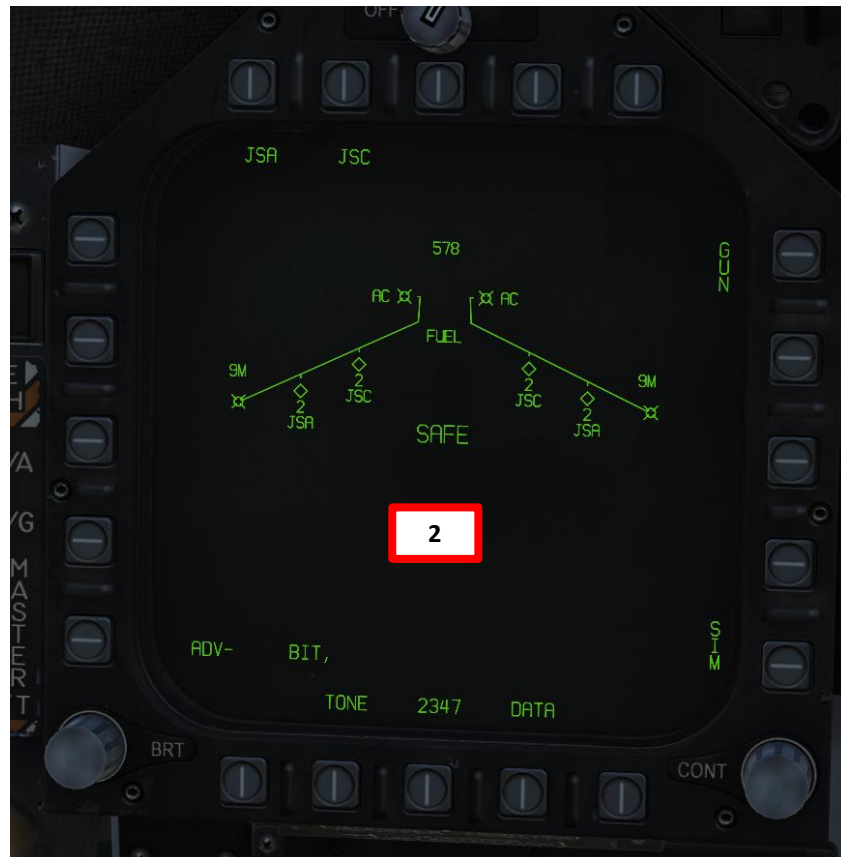 OFF
JSA JSC
578
GUN
AC AC
FUEL
9M 9M
2 2
JSC JSC
2 2
JSA JSA
SAFE
/A
/G
2
MASTER
SIM
ADV- BIT,
TONE 2347 DATA
BRT
CONT